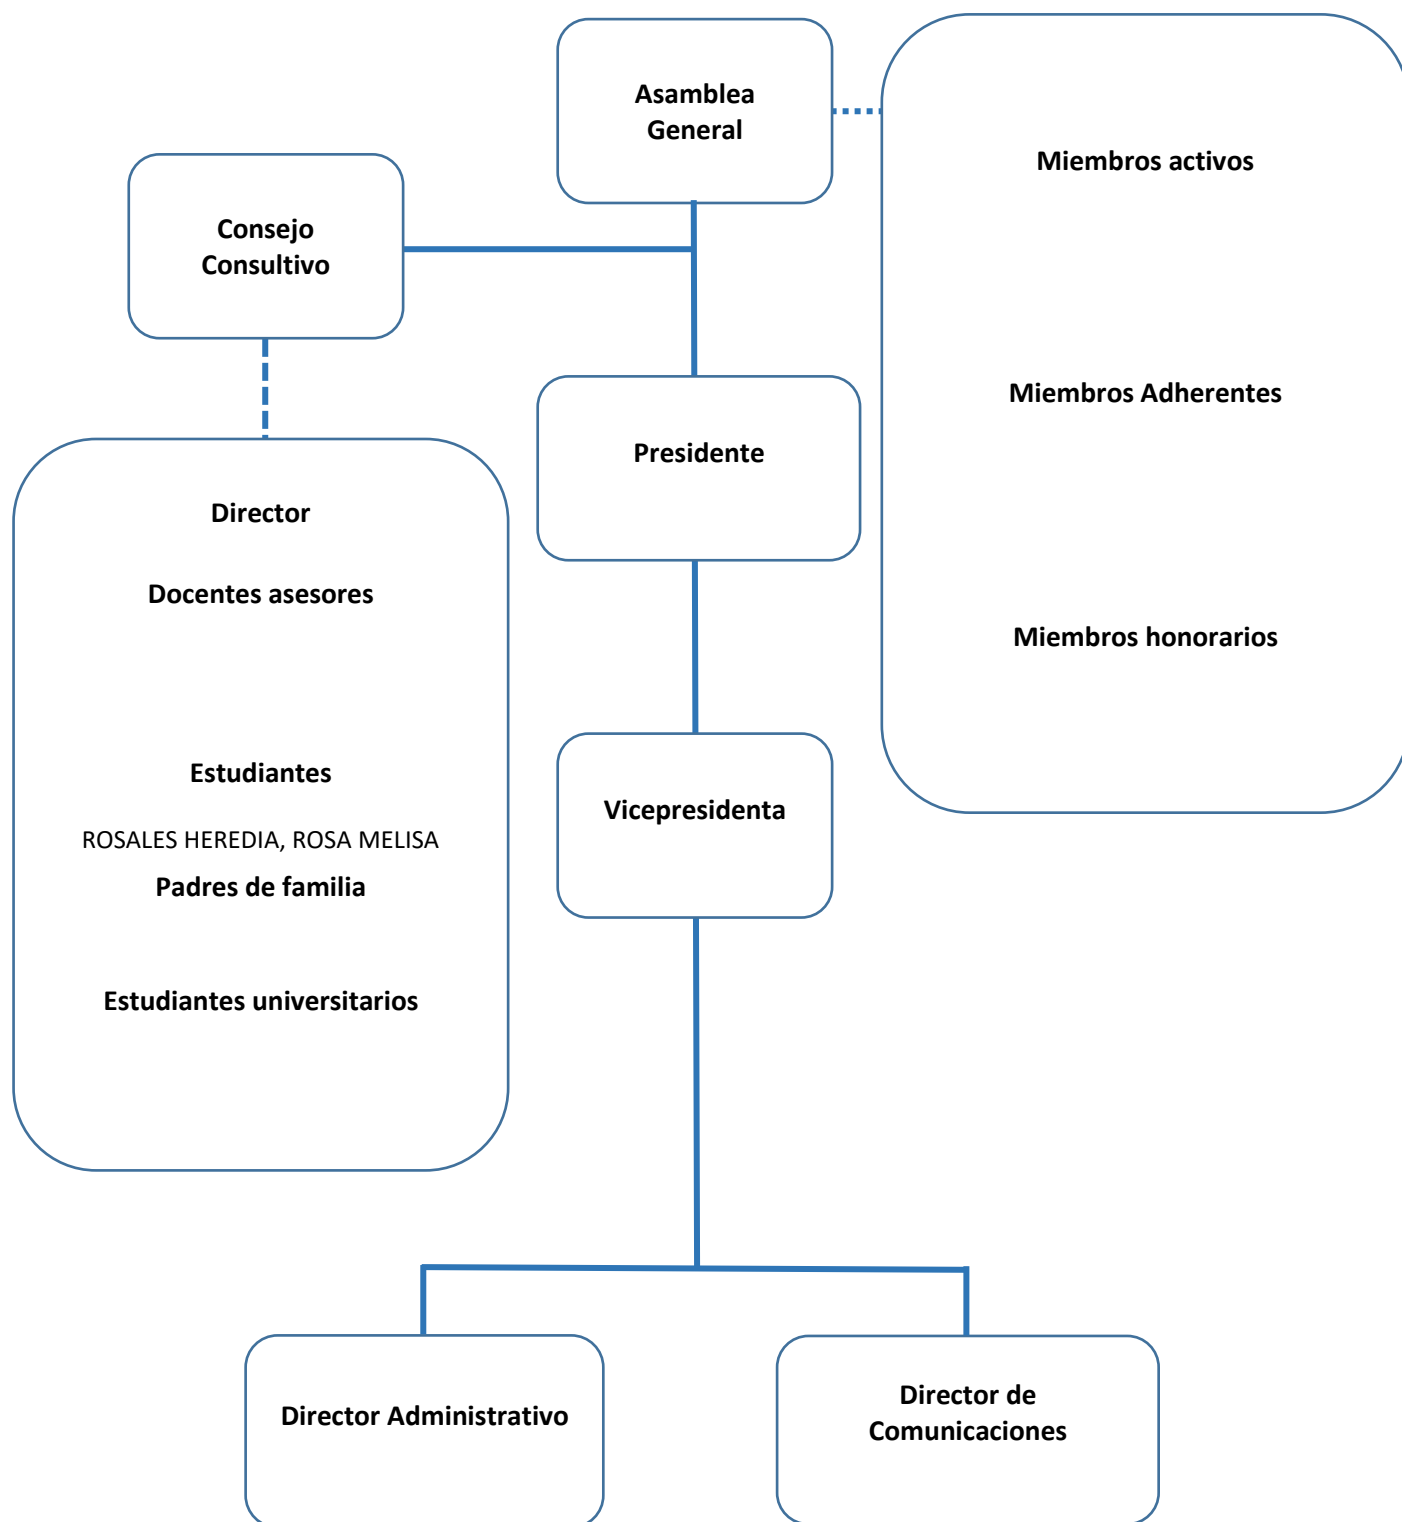 Asamblea
General
Miembros activos
Consejo
Consultivo
Miembros Adherentes
Presidente
Director
Docentes asesores
Miembros honorarios
Estudiantes
Vicepresidenta
ROSALES HEREDIA, ROSA MELISA
Padres de familia
Estudiantes universitarios
Director Administrativo
Director de
Comunicaciones